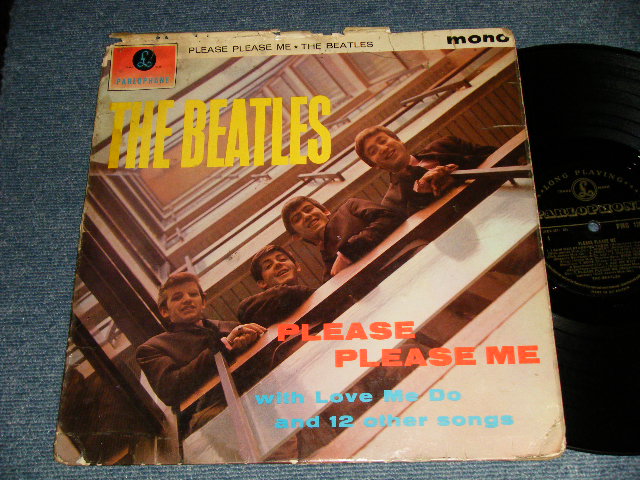 PLEASE PLEASE ME ★ THE BEATLES
mono
PARLOPHONE
THE BEATLES
PLEASE
PLEASE ME
with Love Me Do
and 12 other songs
LONG PLAYING
PARLOPHONE
PLEASE PLEASE ME